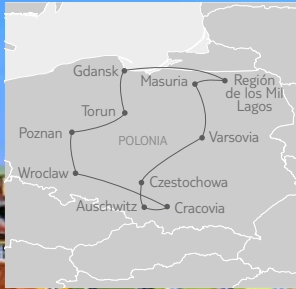 Gdansk
Masuria
Región
de los Mil
Lagos
Torun
Poznan
POLONIA
Varsovia
Wroclaw
Czestochowa
Auschwitz
Cracovia